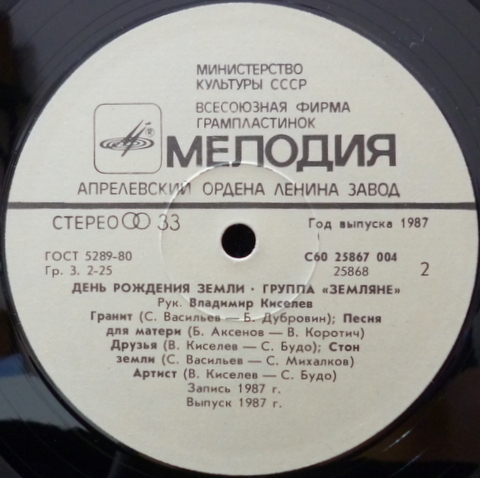 МИНИСТЕРСТВО
КУЛЬТУРЫ СССР
ВСЕСОЮЗНАЯ ФИРМА
ГРАМПЛАСТИНОК
МЕЛОДИЯ
АПРЕЛЕВСКИЙ ОРДЕНА ЛЕНИНА ЗАВОД
СТЕРЕО 33
Год выпуска 1987
ГОСТ 5289-80
Гр. 3. 2-25
С60 25867 004
25868
2
ДЕНЬ РОЖДЕНИЯ ЗЕМЛИ · ГРУППА «ЗЕМЛЯНЕ»
Рук. Владимир Киселев
Гранит (С. Васильев — Б. Дубровин); Песня
для матери (Б. Аксенов — В. Коротич)
Друзья (В. Киселев — С. Будо); Стон
земли (С. Васильев — С. Михалков)
Артист (В. Киселев — С. Будо)
Запись 1987 г.
Выпуск 1987 г.